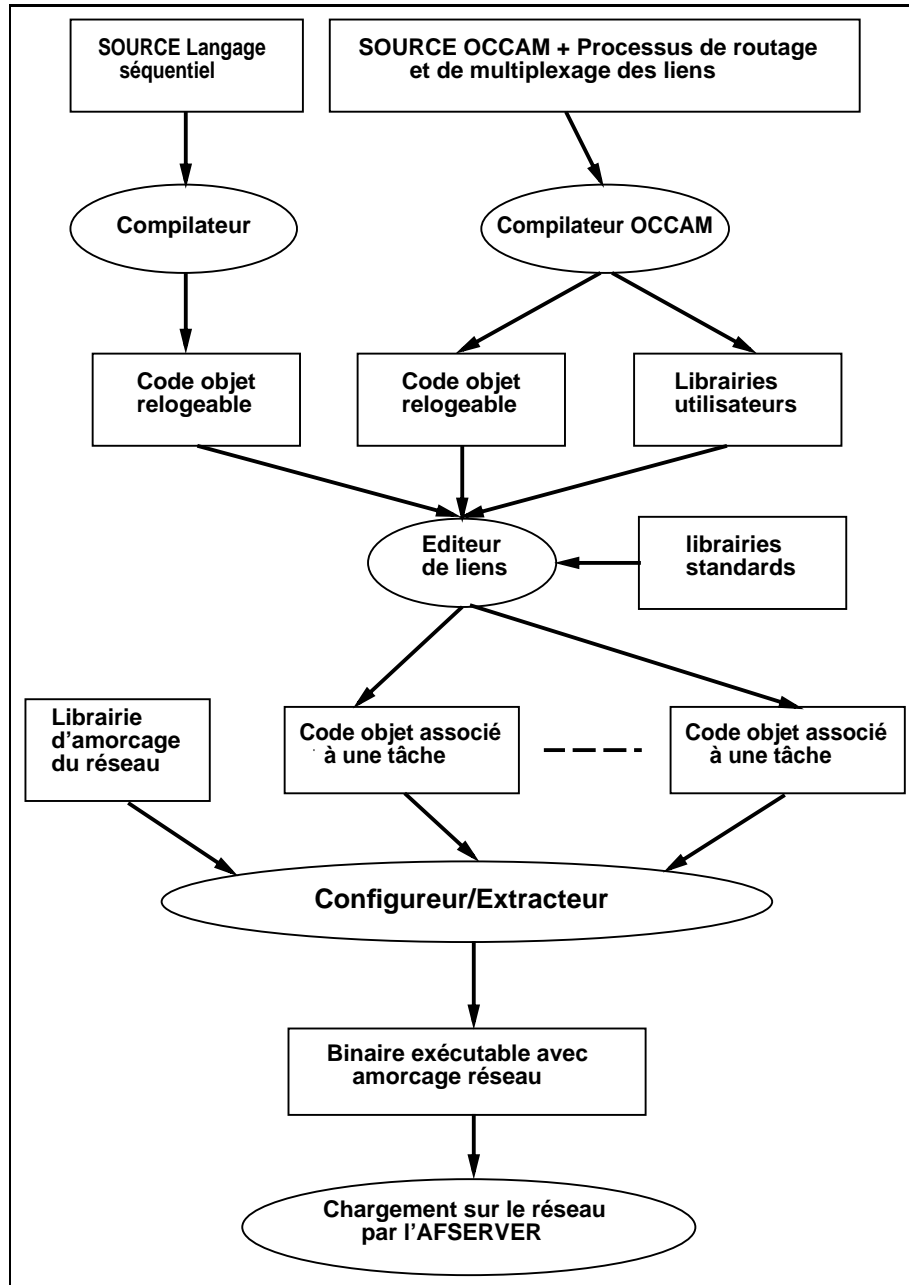 SOURCE Langage
séquentiel
SOURCE OCCAM + Processus de routage
et de multiplexage des liens
Compilateur
Compilateur OCCAM
Code objet
relogeable
Code objet
relogeable
Librairies
utilisateurs
Editeur
de liens
librairies
standards
Librairie
d'amorcage
du réseau
Code objet associé
à une tâche
Code objet associé
à une tâche
Configureur/Extracteur
Binaire exécutable avec
amorcage réseau
Chargement sur le réseau
par l'AFSERVER